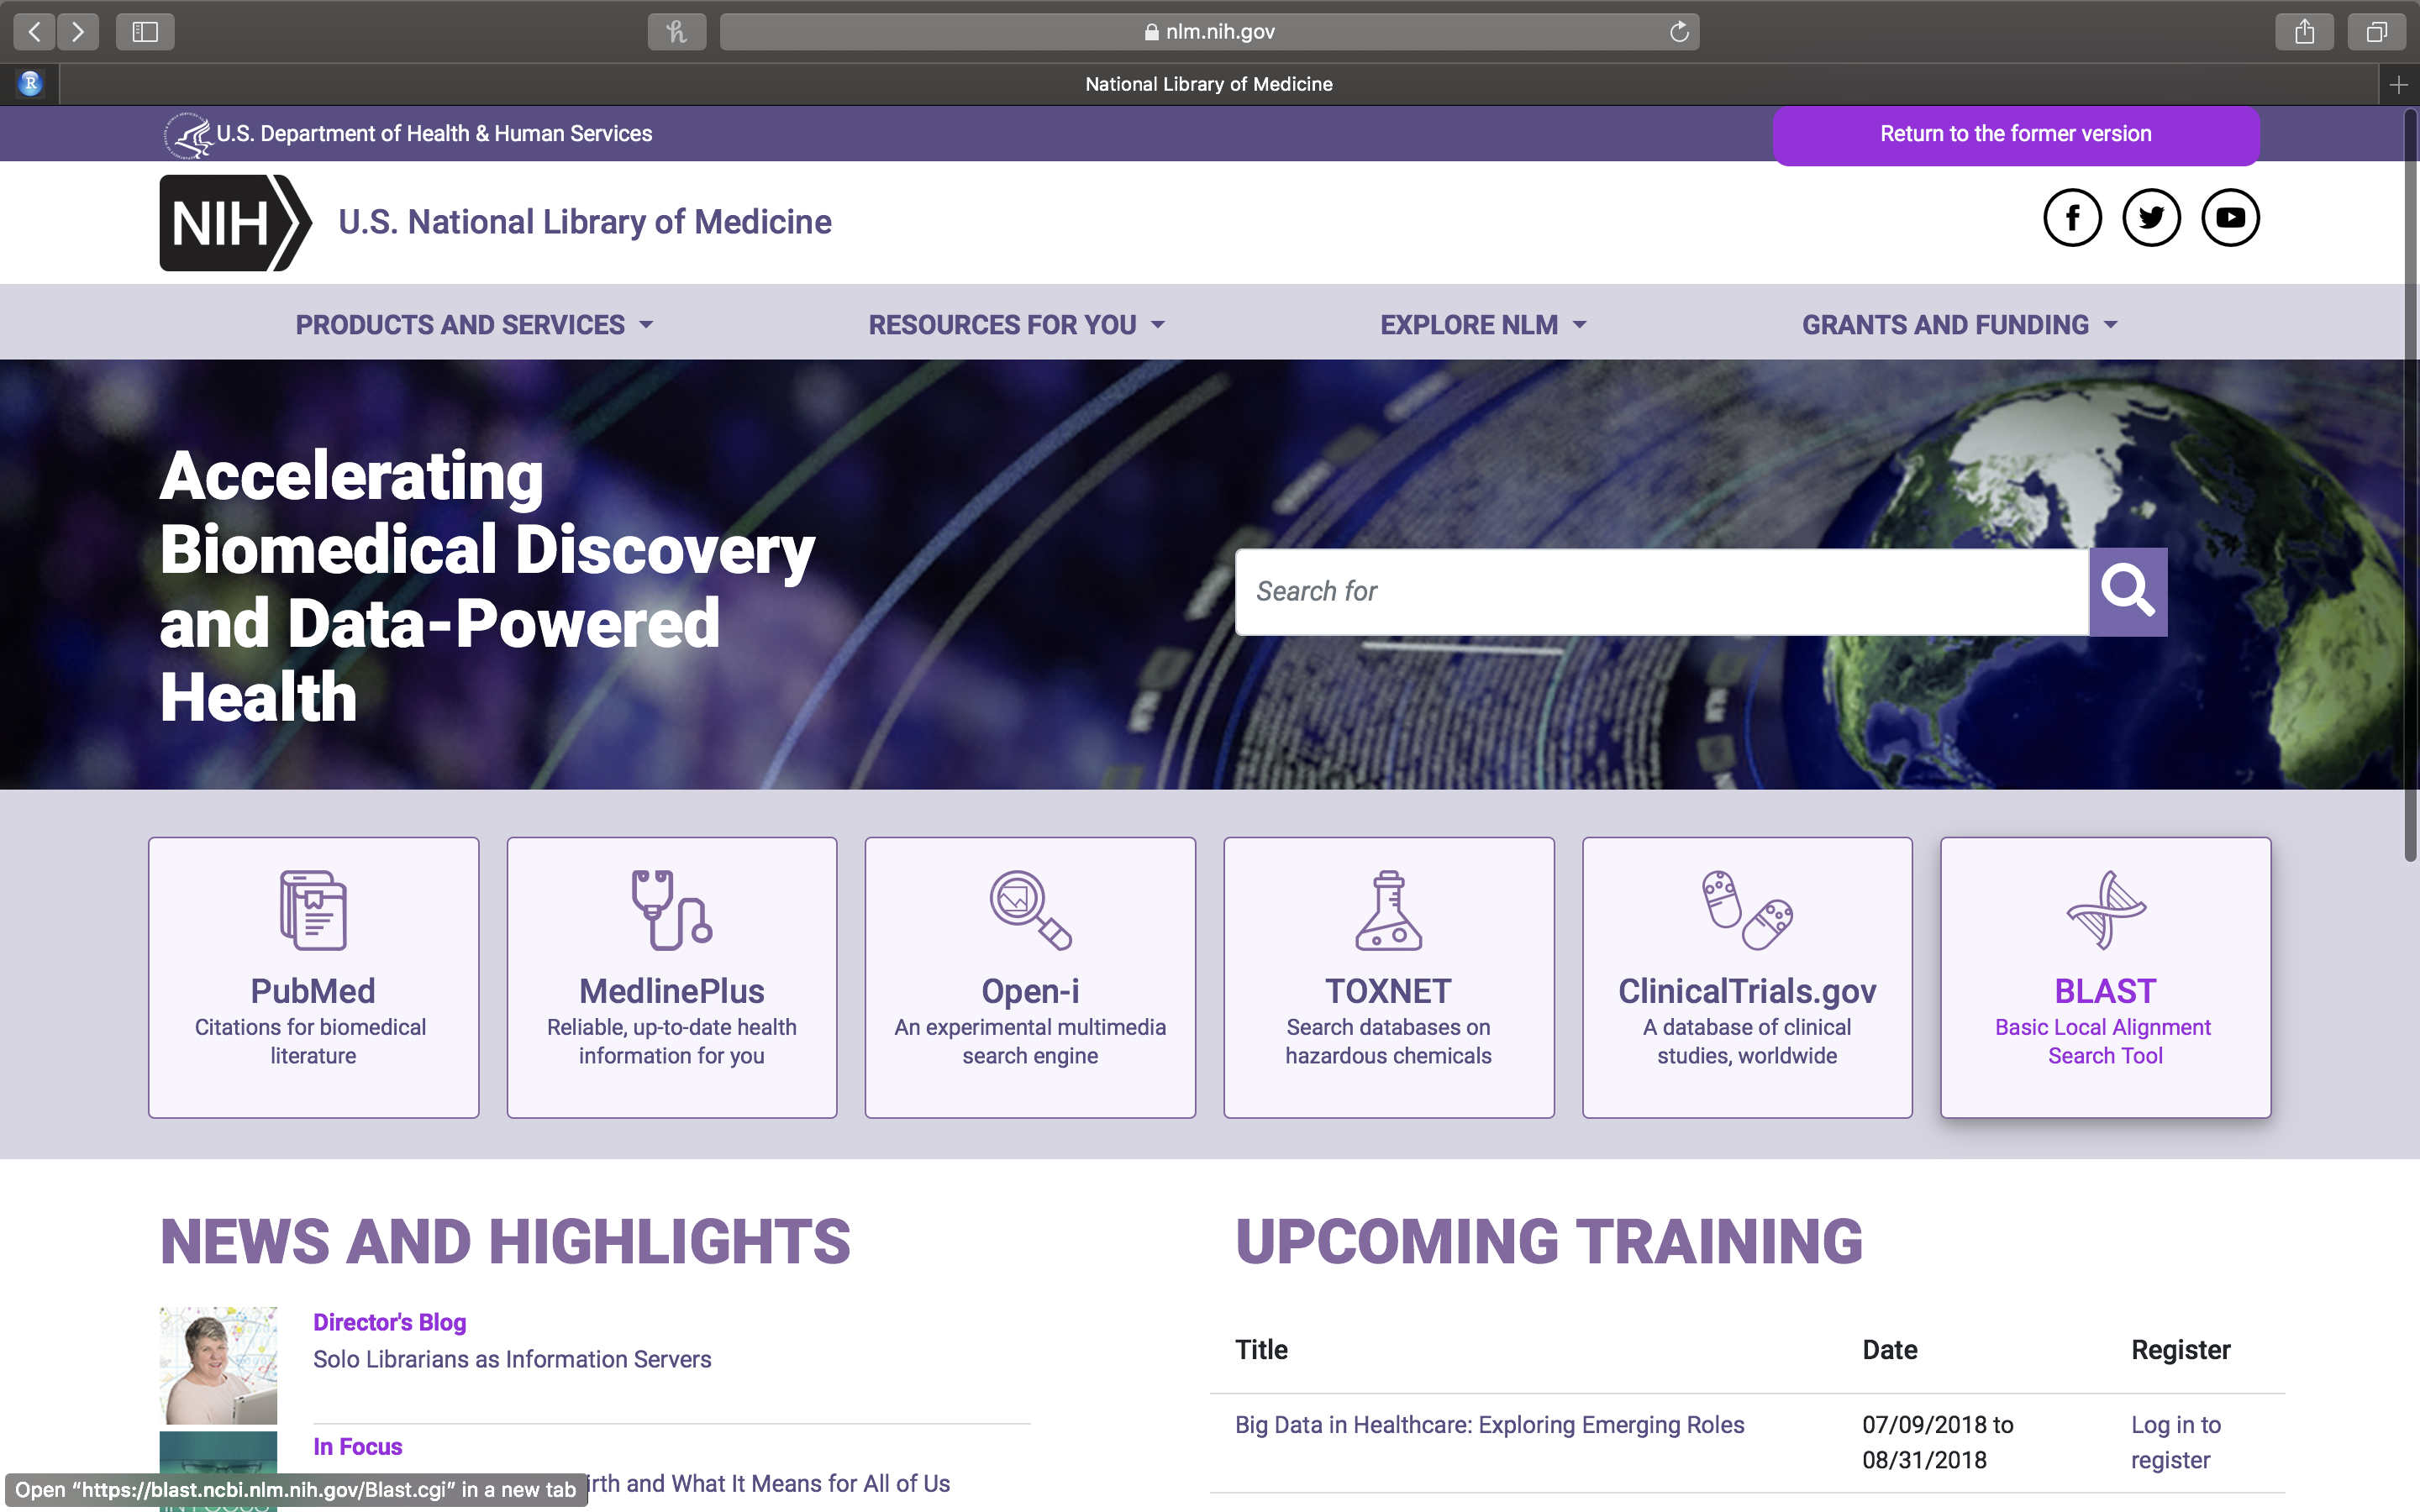 nlm.nih.gov
R
National Library of Medicine
U.S. Department of Health & Human Services
Return to the former version
NIH
U.S. National Library of Medicine
PRODUCTS AND SERVICES
RESOURCES FOR YOU
EXPLORE NLM
GRANTS AND FUNDING
Accelerating
Biomedical Discovery
and Data-Powered
Health
Search for
PubMed
Citations for biomedical
literature
MedlinePlus
Reliable, up-to-date health
information for you
Open-i
An experimental multimedia
search engine
TOXNET
Search databases on
hazardous chemicals
ClinicalTrials.gov
A database of clinical
studies, worldwide
BLAST
Basic Local Alignment
Search Tool
NEWS AND HIGHLIGHTS
Director's Blog
Solo Librarians as Information Servers
In Focus
and What It Means for All of Us
UPCOMING TRAINING
Title Date Register
Big Data in Healthcare: Exploring Emerging Roles 07/09/2018 to Log in to
08/31/2018 register
Open “https://blast.ncbi.nlm.nih.gov/Blast.cgi” in a new tab